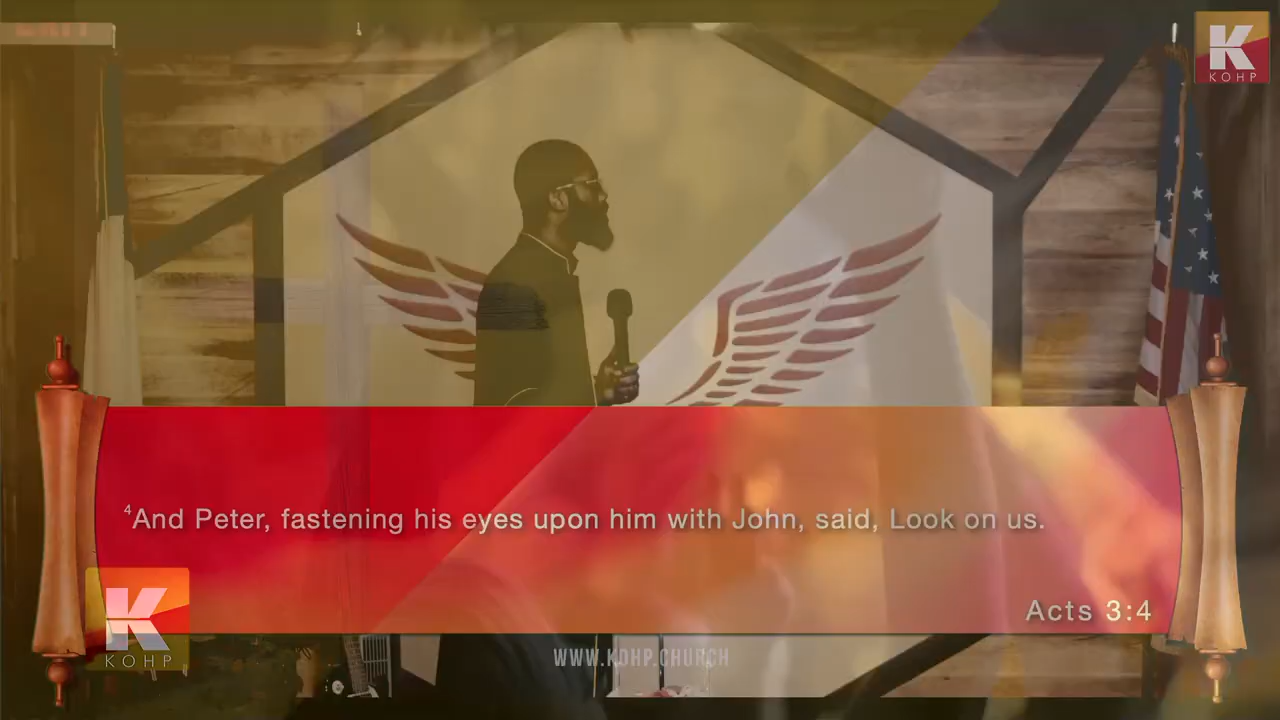 K
KOHP
⁴And Peter, fastening his eyes upon him with John, said, Look on us.
Acts 3:4
K
KOHP
WWW.KOHP.CHURCH